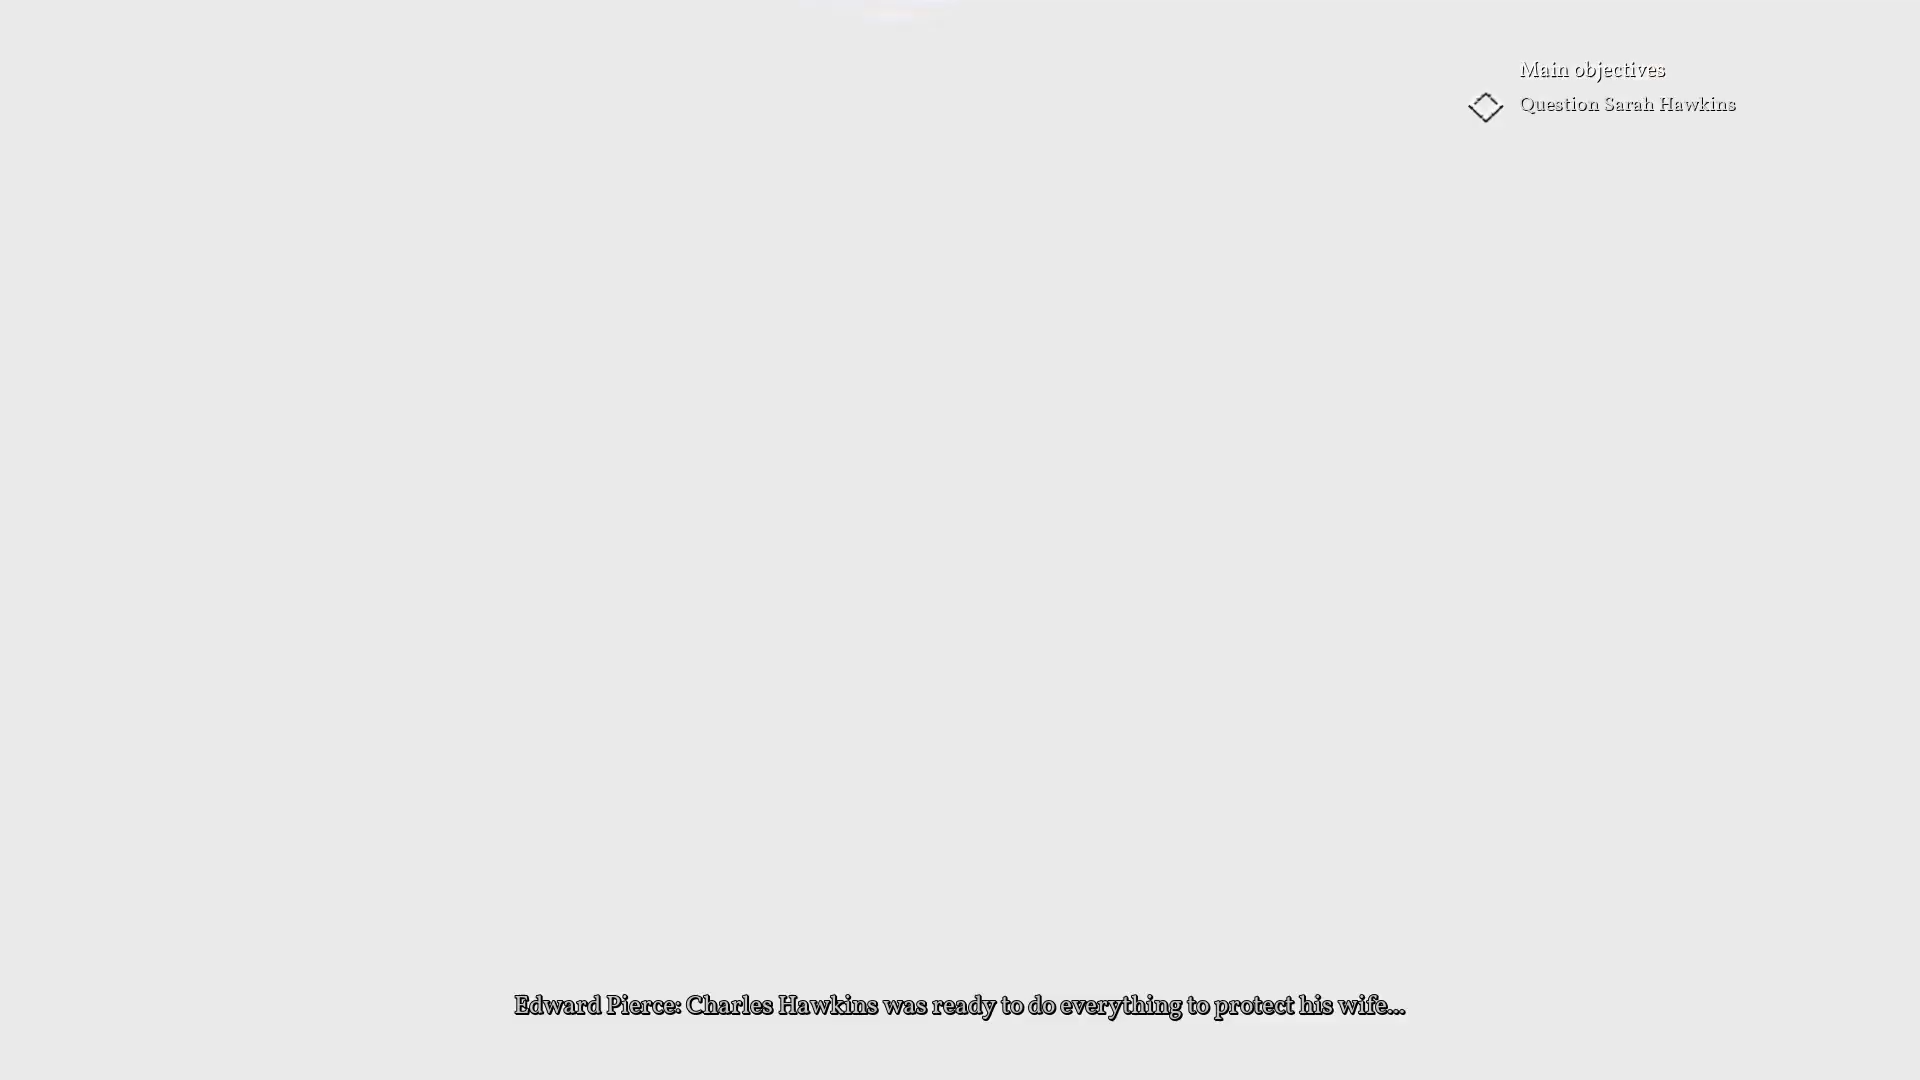 Main objectives
Question Sarah Hawkins
Edward Pierce: Charles Hawkins was ready to do everything to protect his wife...